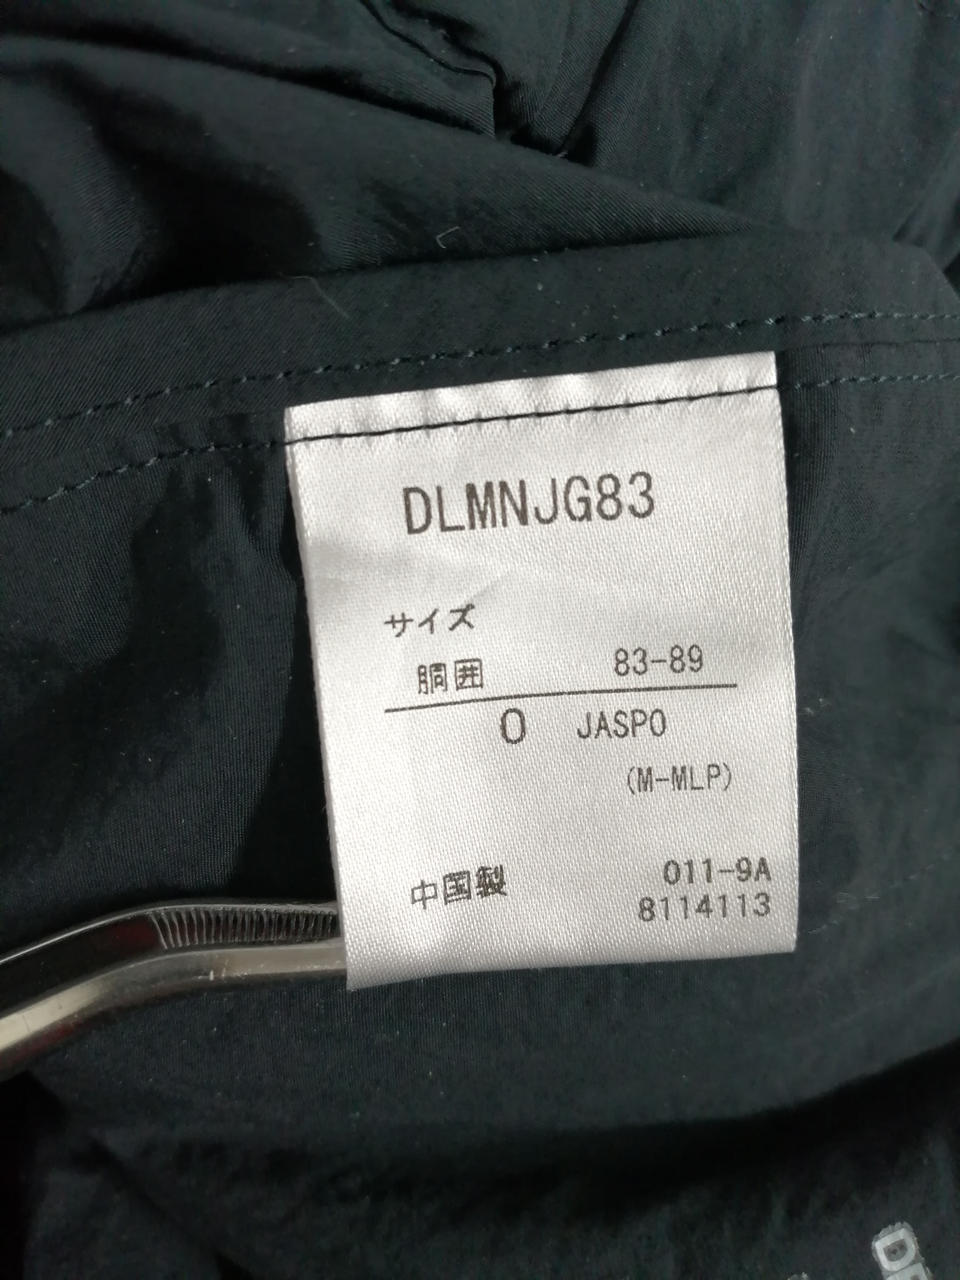 DLMNJG83
サイズ
胴囲 83-89
O JASPO
(M-MLP)
中国製 011-9A
8114113